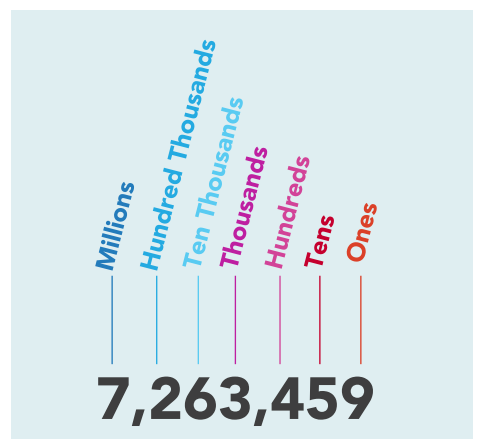 Millions
Hundred Thousands
Ten Thousands
Thousands
Hundreds
Tens
Ones
7,263,459